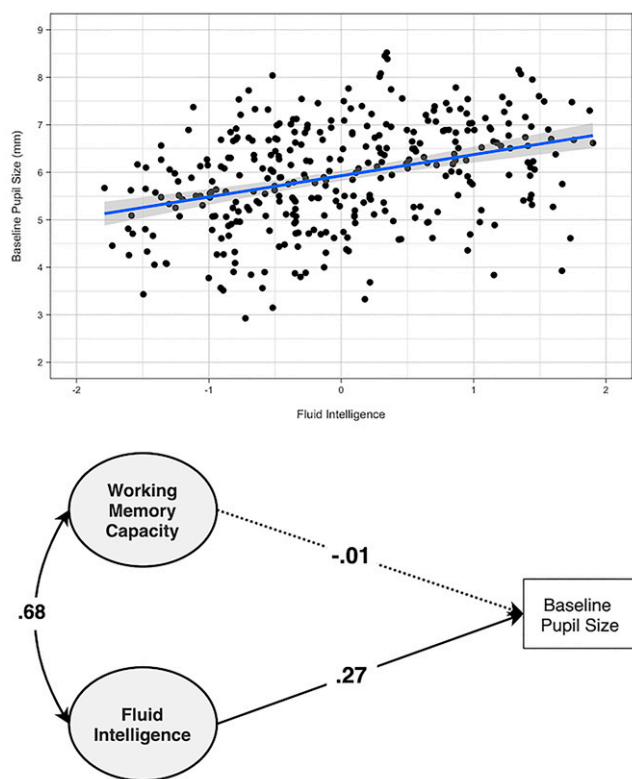 9
8
7
6
5
4
3
2
Baseline Pupil Size (mm)
-2
-1
0
1
2
Fluid Intelligence
Working
Memory
Capacity
-.01
.68
Baseline
Pupil Size
.27
Fluid
Intelligence